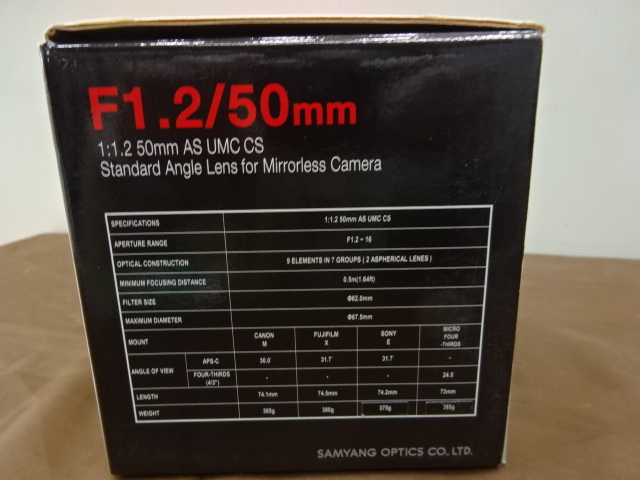 F1.2/50mm
1:1.2 50mm AS UMC CS
Standard Angle Lens for Mirrorless Camera
SPECIFICATIONS 1:1.2 50mm AS UMC CS
APERTURE RANGE F1.2 ~ 16
OPTICAL CONSTRUCTION 9 ELEMENTS IN 7 GROUPS ( 2 ASPHERICAL LENES )
MINIMUM FOCUSING DISTANCE 0.5m(1.64ft)
FILTER SIZE Φ62.0mm
MAXIMUM DIAMETER Φ67.5mm
MOUNT CANON M FUJIFILM X SONY E MICRO FOUR -THIRDS
ANGLE OF VIEW APS-C 30.0˚ 31.7˚ 31.7˚ -
FOUR-THIRDS (4/3") - - - 24.5
LENGTH 74.1mm 74.5mm 74.2mm 73mm
WEIGHT 385g 380g 375g 385g
SAMYANG OPTICS CO., LTD.